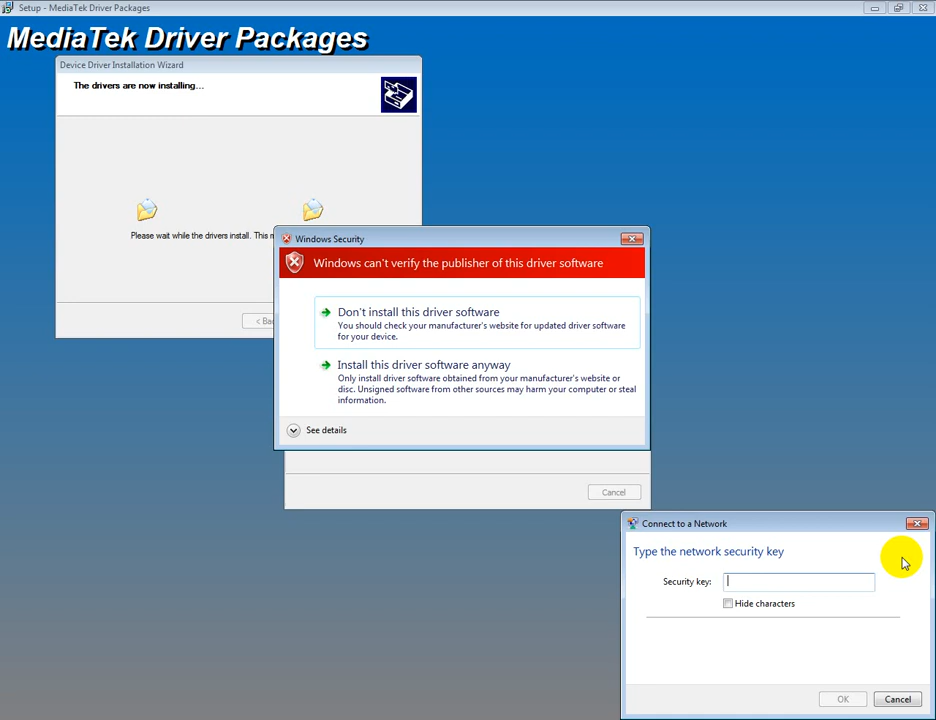 Setup - MediaTek Driver Packages
MediaTek Driver Packages
Device Driver Installation Wizard
The drivers are now installing...
Please wait while the drivers install. This
< Ba
Windows Security
Windows can't verify the publisher of this driver software
Don't install this driver software
You should check your manufacturer's website for updated driver software
for your device.
Install this driver software anyway
Only install driver software obtained from your manufacturer's website or
disc. Unsigned software from other sources may harm your computer or steal
information.
See details
Cancel
Connect to a Network
Type the network security key
Security key:
Hide characters
OK
Cancel